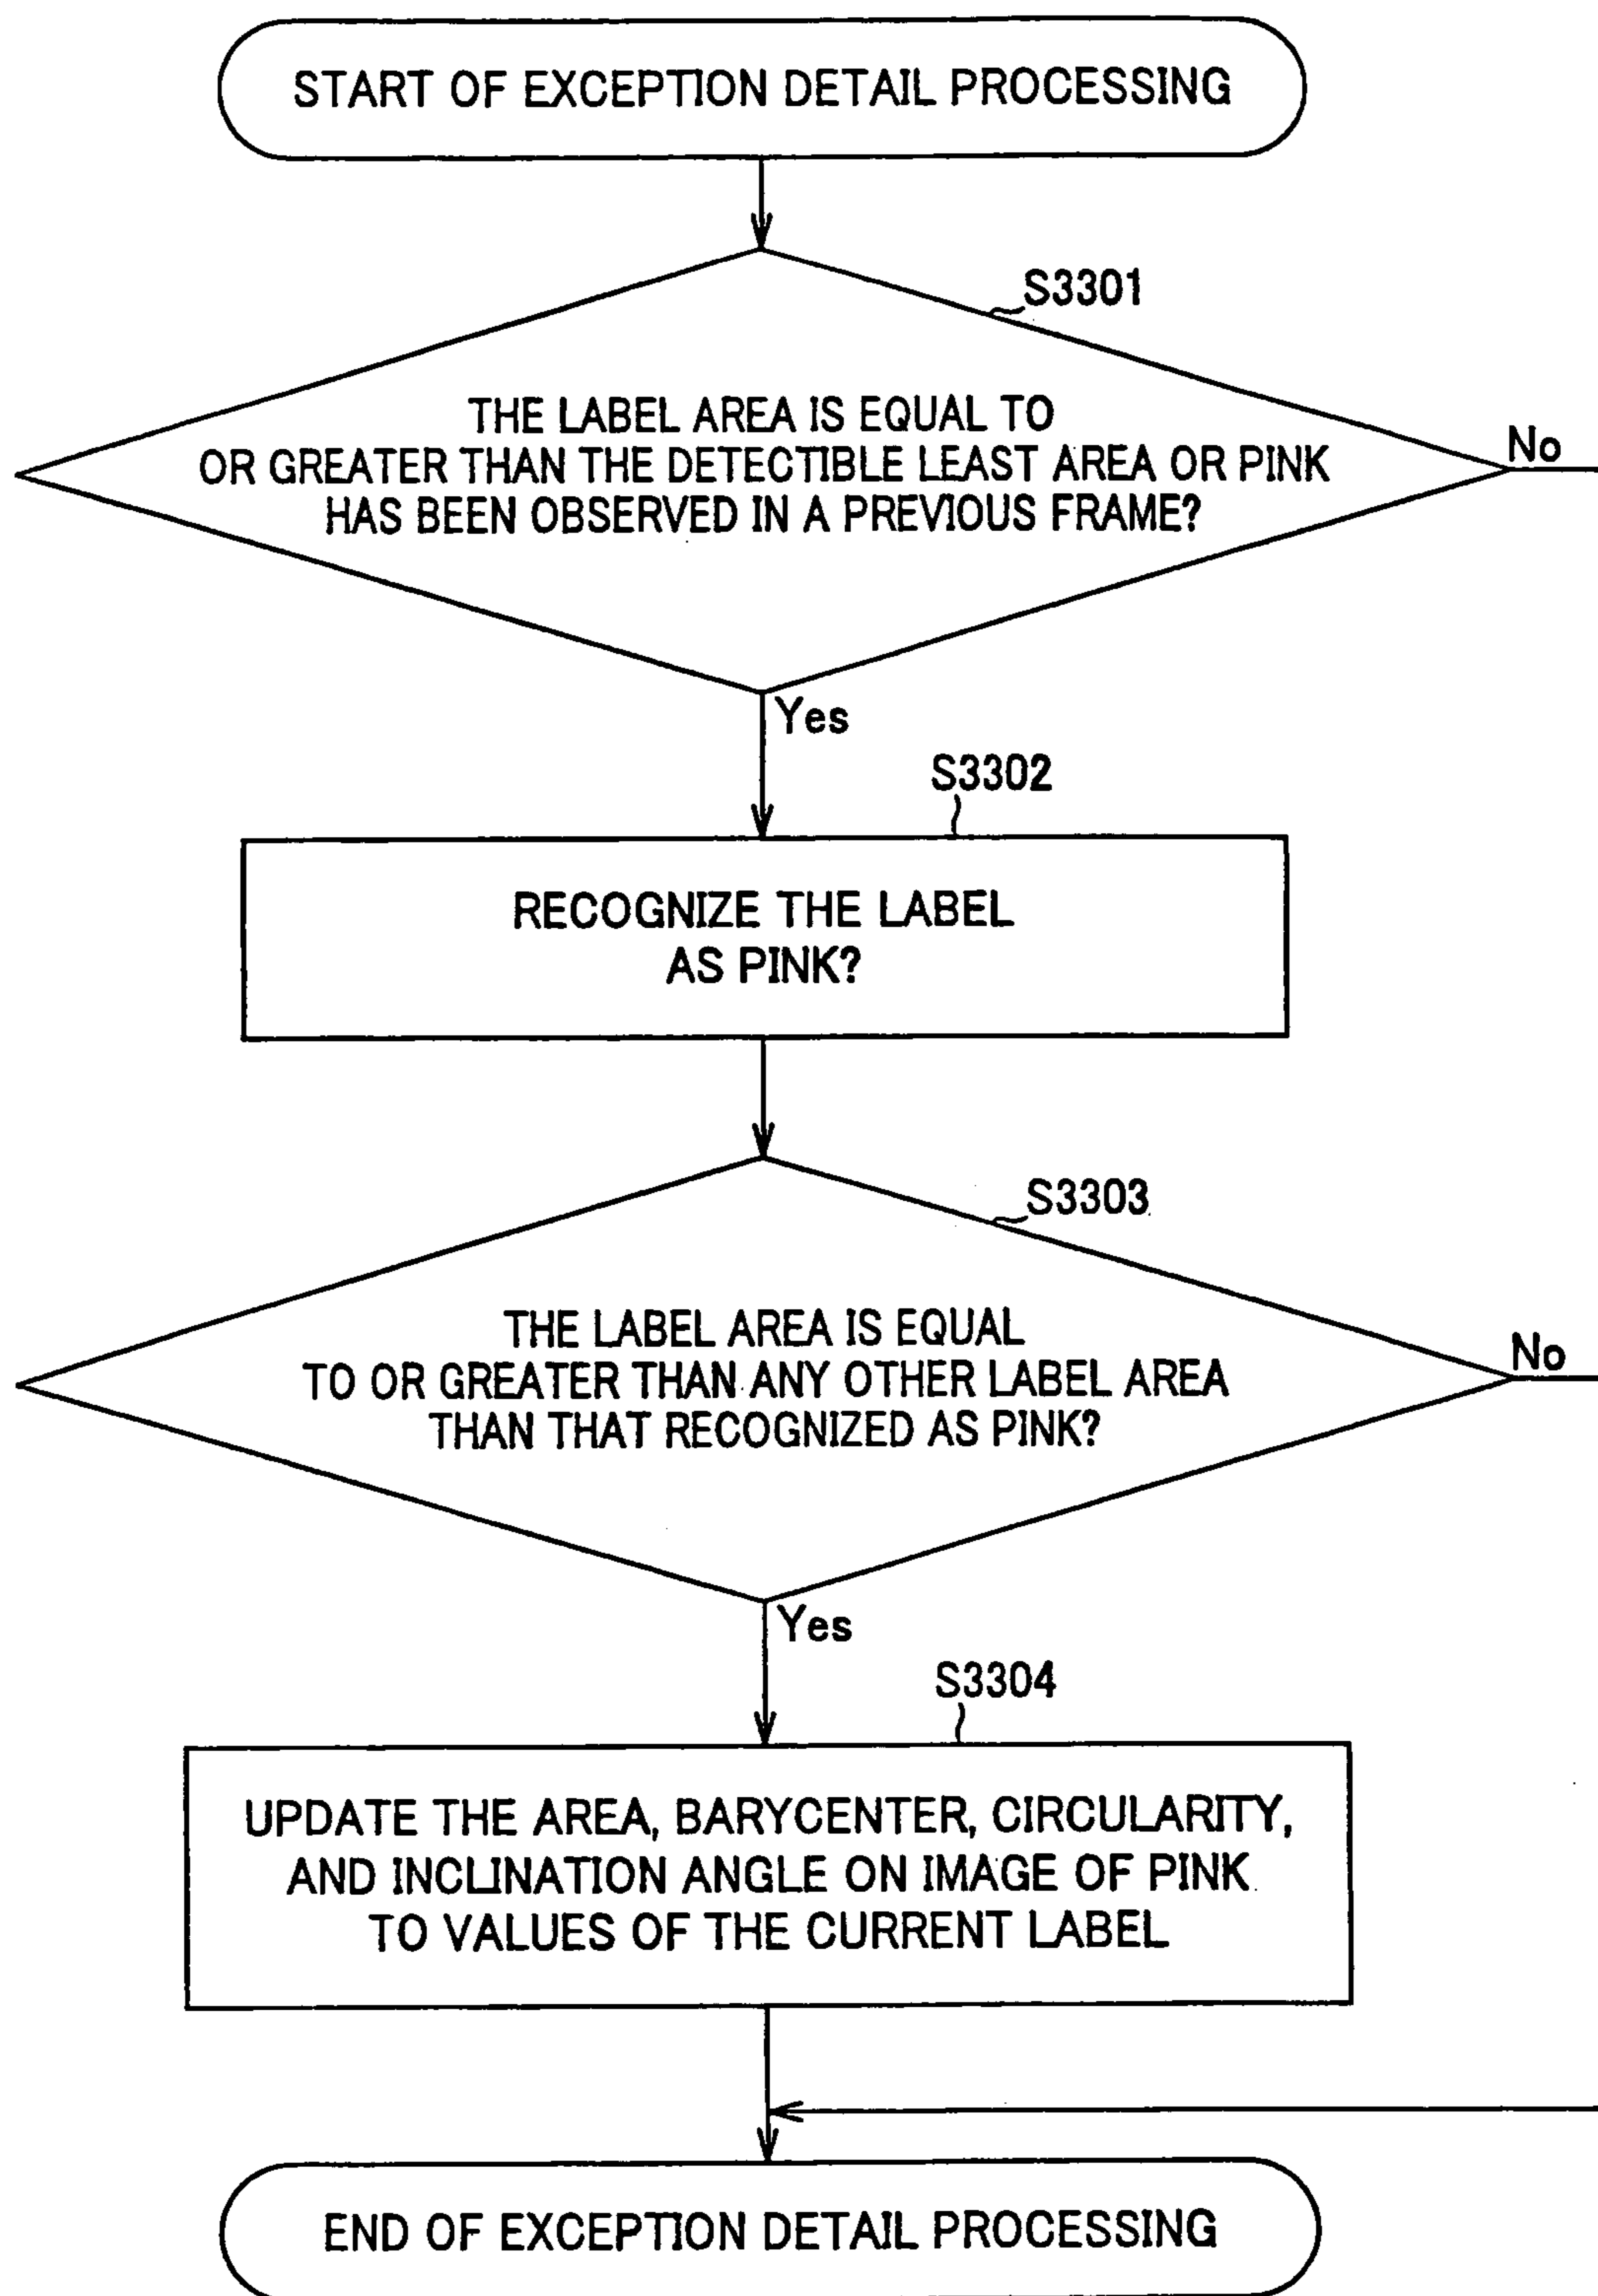 START OF EXCEPTION DETAIL PROCESSING
S3301
THE LABEL AREA IS EQUAL TO
OR GREATER THAN THE DETECTIBLE LEAST AREA OR PINK
HAS BEEN OBSERVED IN A PREVIOUS FRAME?
No
Yes
S3302
RECOGNIZE THE LABEL
AS PINK?
S3303
THE LABEL AREA IS EQUAL
TO OR GREATER THAN ANY OTHER LABEL AREA
THAN THAT RECOGNIZED AS PINK?
No
Yes
S3304
UPDATE THE AREA, BARYCENTER, CIRCULARITY,
AND INCLINATION ANGLE ON IMAGE OF PINK
TO VALUES OF THE CURRENT LABEL
END OF EXCEPTION DETAIL PROCESSING